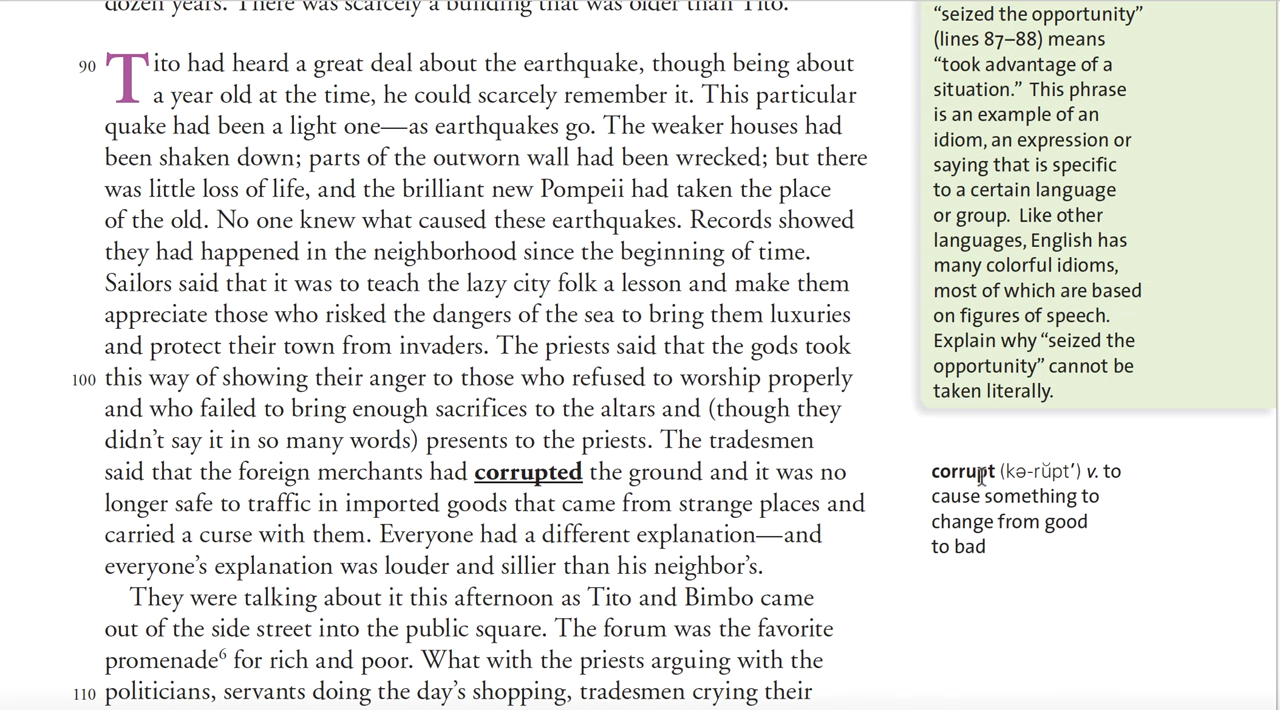 dozen years. There was scarcely a building that was older than Tito.
90 Tito had heard a great deal about the earthquake, though being about
a year old at the time, he could scarcely remember it. This particular
quake had been a light one—as earthquakes go. The weaker houses had
been shaken down; parts of the outworn wall had been wrecked; but there
was little loss of life, and the brilliant new Pompeii had taken the place
of the old. No one knew what caused these earthquakes. Records showed
they had happened in the neighborhood since the beginning of time.
Sailors said that it was to teach the lazy city folk a lesson and make them
appreciate those who risked the dangers of the sea to bring them luxuries
and protect their town from invaders. The priests said that the gods took
100 this way of showing their anger to those who refused to worship properly
and who failed to bring enough sacrifices to the altars and (though they
didn’t say it in so many words) presents to the priests. The tradesmen
said that the foreign merchants had corrupted the ground and it was no
longer safe to traffic in imported goods that came from strange places and
carried a curse with them. Everyone had a different explanation—and
everyone’s explanation was louder and sillier than his neighbor’s.
They were talking about it this afternoon as Tito and Bimbo came
out of the side street into the public square. The forum was the favorite
promenade⁶ for rich and poor. What with the priests arguing with the
110 politicians, servants doing the day’s shopping, tradesmen crying their
“seized the opportunity”
(lines 87–88) means
“took advantage of a
situation.” This phrase
is an example of an
idiom, an expression or
saying that is specific
to a certain language
or group. Like other
languages, English has
many colorful idioms,
most of which are based
on figures of speech.
Explain why “seized the
opportunity” cannot be
taken literally.
corrupt (kə-rŭpt′) v. to
cause something to
change from good
to bad